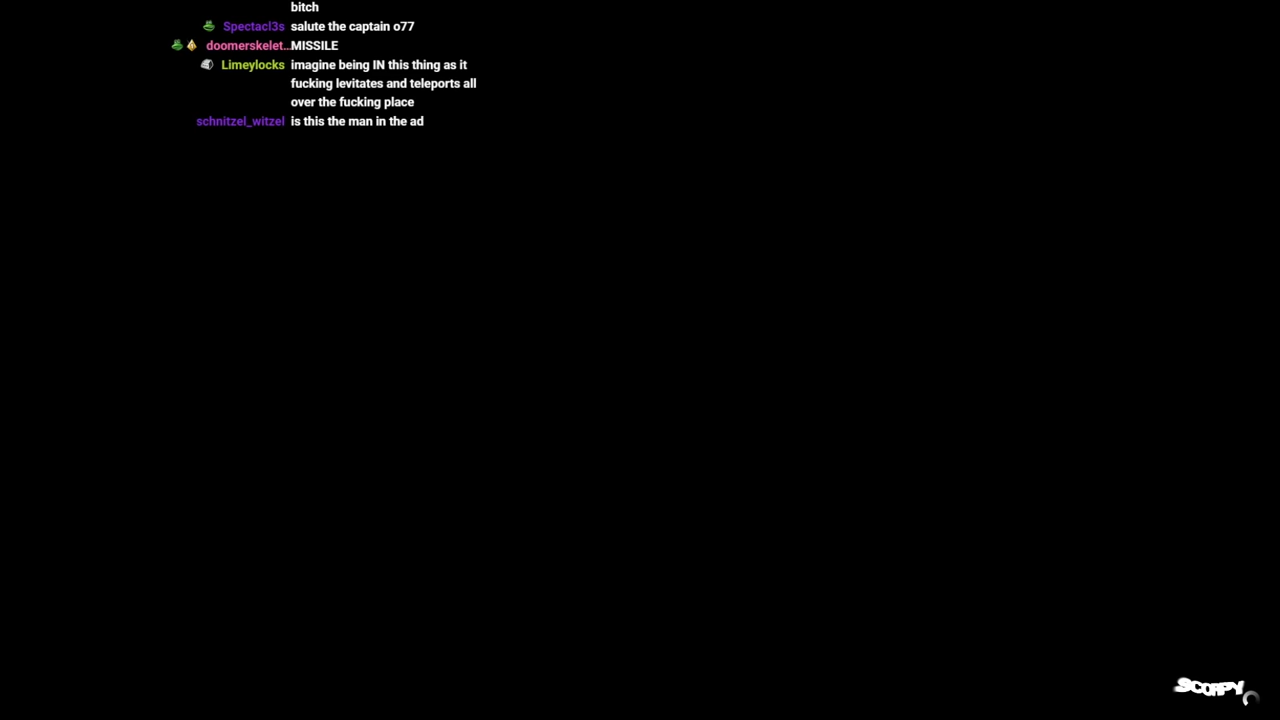 bitch
Spectacl3s salute the captain o77
doomerskelet... MISSILE
Limeylocks imagine being IN this thing as it
fucking levitates and teleports all
over the fucking place
schnitzel_witzel is this the man in the ad
SCORPY